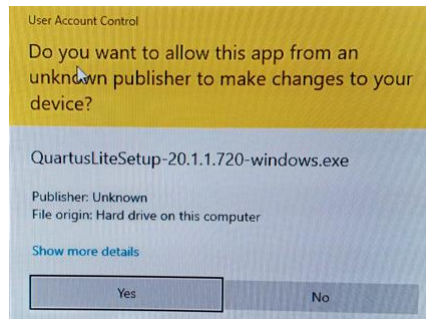 User Account Control
Do you want to allow this app from an
unknown publisher to make changes to your
device?
QuartusLiteSetup-20.1.1.720-windows.exe
Publisher: Unknown
File origin: Hard drive on this computer
Show more details
Yes
No